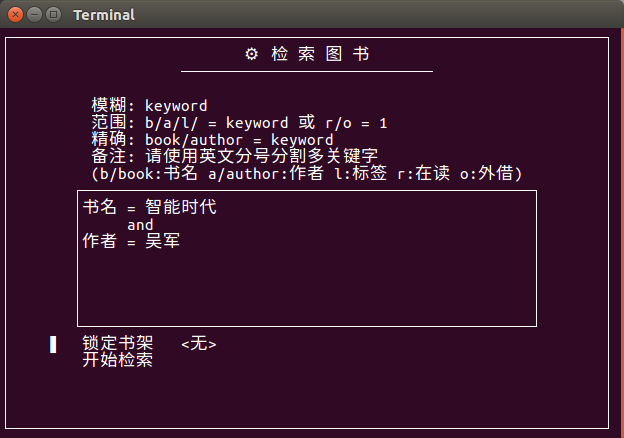 Terminal
⚙ 检 索 图 书
模糊: keyword
范围: b/a/l/ = keyword 或 r/o = 1
精确: book/author = keyword
备注: 请使用英文分号分割多关键字
(b/book:书名 a/author:作者 l:标签 r:在读 o:外借)
书名 = 智能时代
and
作者 = 吴军
锁定书架 <无>
开始检索